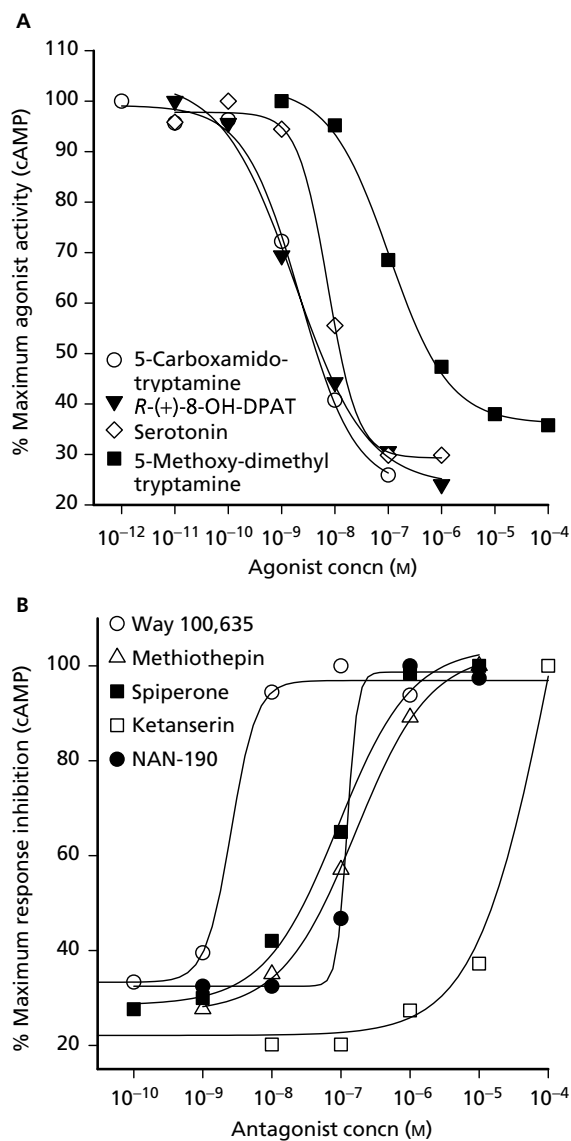 A
110
100
90
80
70
60
50
40
30
20
% Maximum agonist activity (cAMP)
5-Carboxamido-
tryptamine
R-(+)-8-OH-DPAT
Serotonin
5-Methoxy-dimethyl
tryptamine
10⁻¹² 10⁻¹¹ 10⁻¹⁰ 10⁻⁹ 10⁻⁸ 10⁻⁷ 10⁻⁶ 10⁻⁵ 10⁻⁴
Agonist concn (M)
B
Way 100,635
Methiothepin
Spiperone
Ketanserin
NAN-190
100
80
60
40
20
% Maximum response inhibition (cAMP)
10⁻¹⁰ 10⁻⁹ 10⁻⁸ 10⁻⁷ 10⁻⁶ 10⁻⁵ 10⁻⁴
Antagonist concn (M)